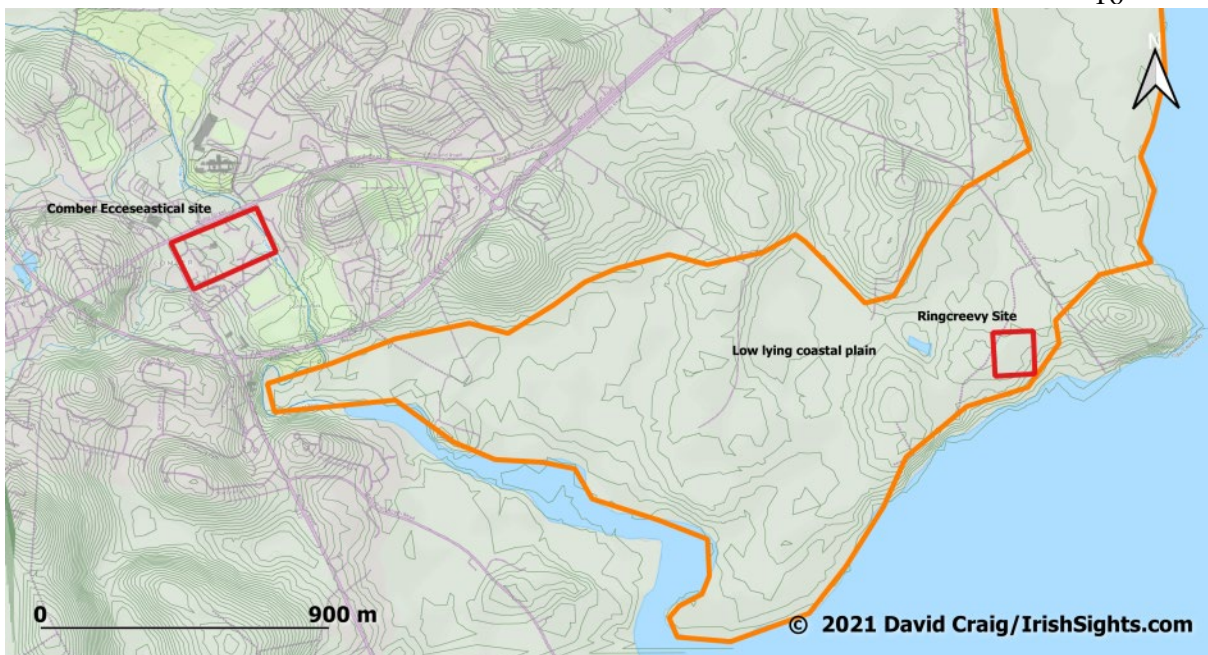 N
Comber Ecceseastical site
Ringcreevy Site
Low lying coastal plain
0 900 m
© 2021 David Craig/IrishSights.com